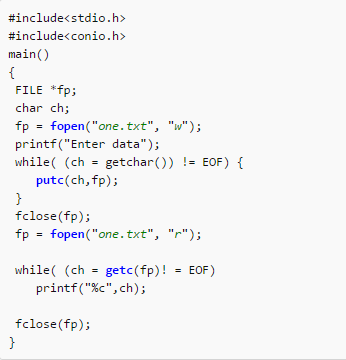 #include<stdio.h>
#include<conio.h>
main()
{
 FILE *fp;
 char ch;
 fp = fopen("one.txt", "w");
 printf("Enter data");
 while( (ch = getchar()) != EOF) {
    putc(ch,fp);
 }
 fclose(fp);
 fp = fopen("one.txt", "r");

 while( (ch = getc(fp)! = EOF)
    printf("%c",ch);

 fclose(fp);
}